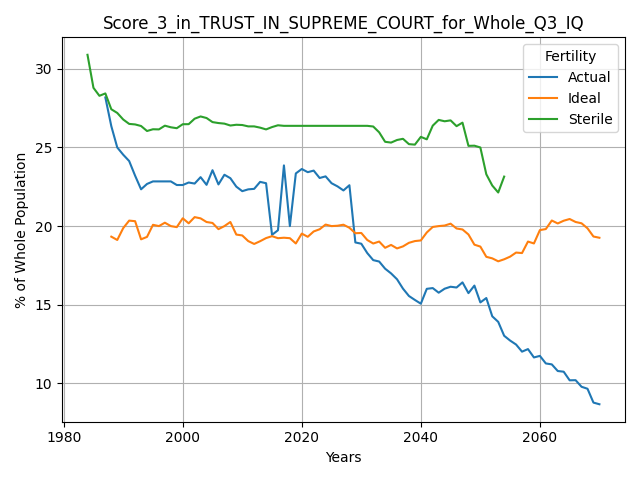 Score_3_in_TRUST_IN_SUPREME_COURT_for_Whole_Q3_IQ
Fertility
Actual
Ideal
Sterile
% of Whole Population
30
25
20
15
10
1980
2000
2020
2040
2060
Years